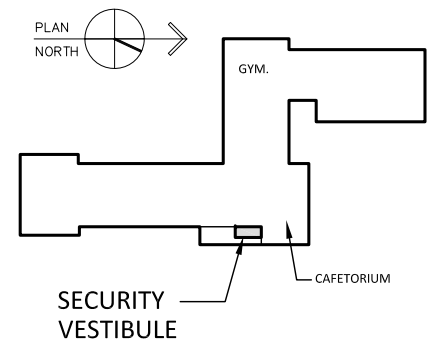 PLAN
NORTH
GYM.
CAFETORIUM
SECURITY
VESTIBULE